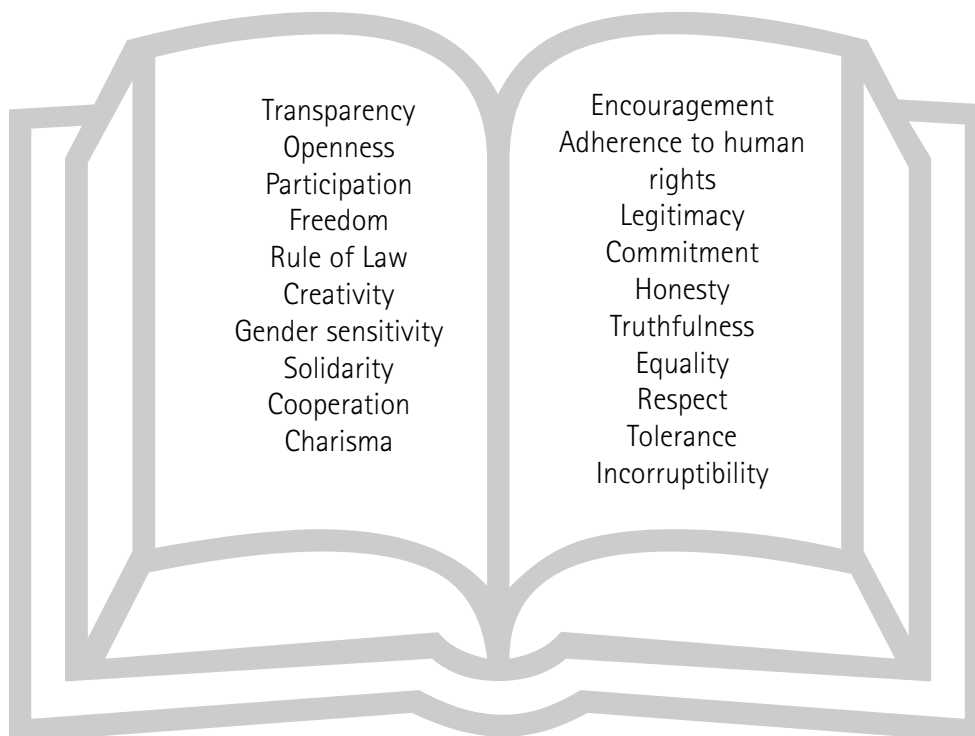 Transparency
Openness
Participation
Freedom
Rule of Law
Creativity
Gender sensitivity
Solidarity
Cooperation
Charisma
Encouragement
Adherence to human
rights
Legitimacy
Commitment
Honesty
Truthfulness
Equality
Respect
Tolerance
Incorruptibility